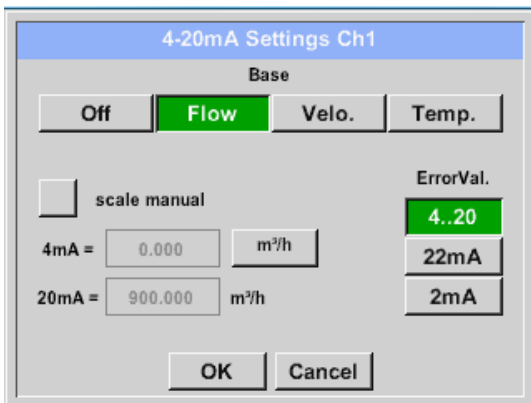 4-20mA Settings Ch1
Base
Off Flow Velo. Temp.
ErrorVal.
scale manual
4..20
4mA = 0.000 m³/h
22mA
20mA = 900.000 m³/h
2mA
OK Cancel